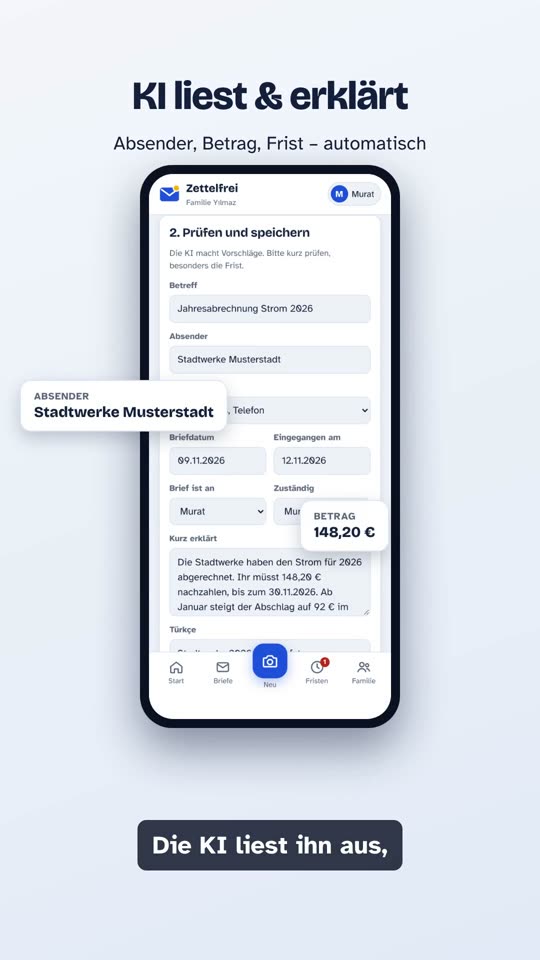 KI liest & erklärt
Absender, Betrag, Frist – automatisch
Zettelfrei
Familie Yılmaz
M Murat
2. Prüfen und speichern
Die KI macht Vorschläge. Bitte kurz prüfen,
besonders die Frist.
Betreff
Jahresabrechnung Strom 2026
Absender
Stadtwerke Musterstadt
ABSENDER
Stadtwerke Musterstadt
, Telefon
Briefdatum Eingegangen am
09.11.2026 12.11.2026
Brief ist an Zuständig
Murat
BETRAG
148,20 €
Kurz erklärt
Die Stadtwerke haben den Strom für 2026
abgerechnet. Ihr müsst 148,20 €
nachzahlen, bis zum 30.11.2026. Ab
Januar steigt der Abschlag auf 92 € im
Türkçe
1
Start Briefe Neu Fristen Familie
Die KI liest ihn aus,